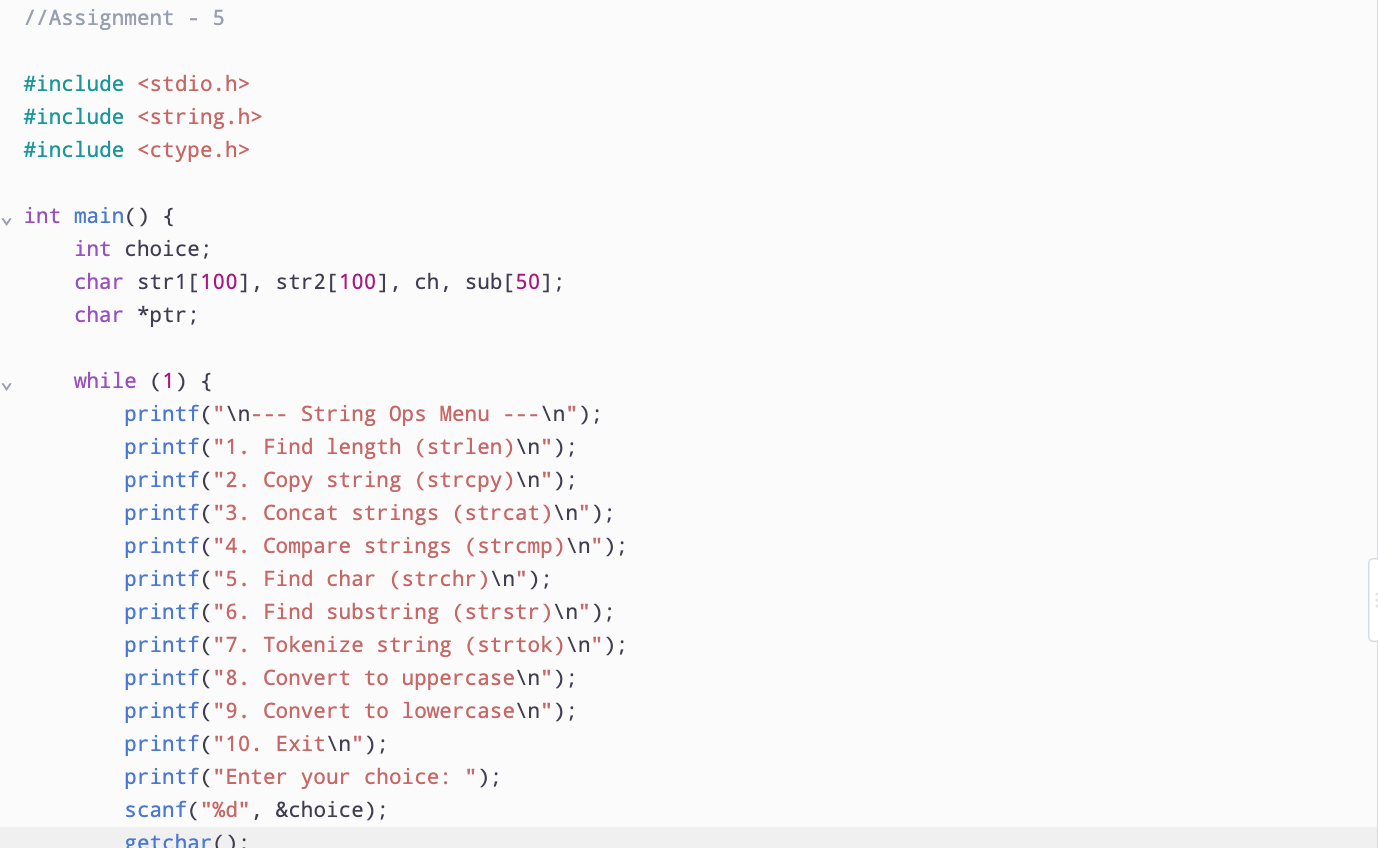 //Assignment - 5
#include <stdio.h>
#include <string.h>
#include <ctype.h>
int main() {
    int choice;
    char str1[100], str2[100], ch, sub[50];
    char *ptr;
    while (1) {
        printf("\n--- String Ops Menu ---\n");
        printf("1. Find length (strlen)\n");
        printf("2. Copy string (strcpy)\n");
        printf("3. Concat strings (strcat)\n");
        printf("4. Compare strings (strcmp)\n");
        printf("5. Find char (strchr)\n");
        printf("6. Find substring (strstr)\n");
        printf("7. Tokenize string (strtok)\n");
        printf("8. Convert to uppercase\n");
        printf("9. Convert to lowercase\n");
        printf("10. Exit\n");
        printf("Enter your choice: ");
        scanf("%d", &choice);
        getchar();